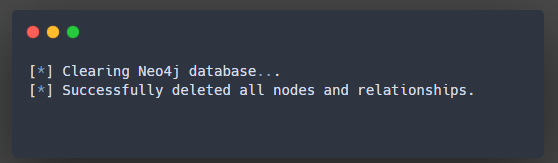 [*] Clearing Neo4j database...
[*] Successfully deleted all nodes and relationships.